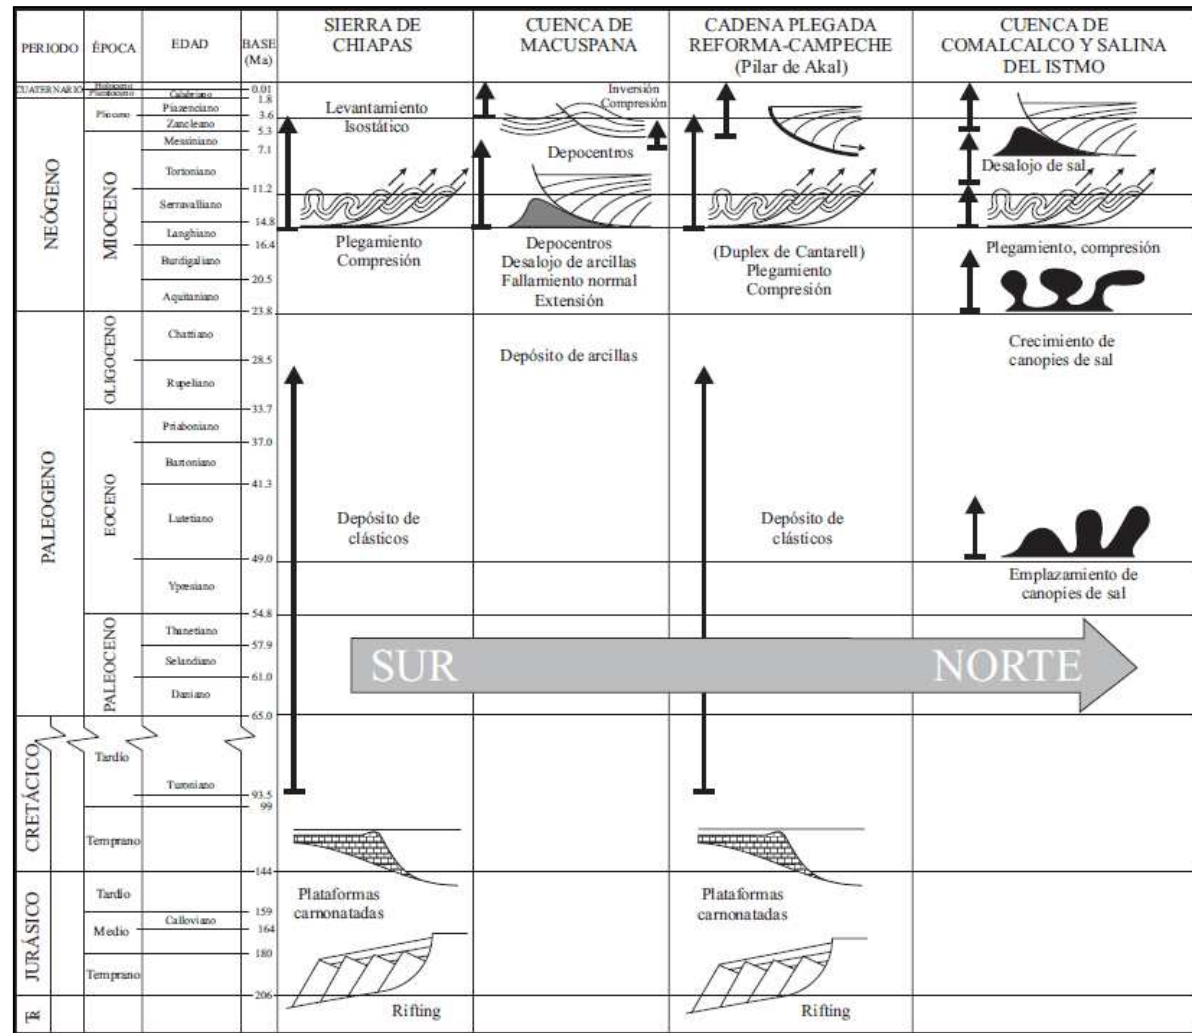 PERIODO
ÉPOCA
EDAD
BASE
(Ma)
SIERRA DE
CHIAPAS
CUENCA DE
MACUSPANA
CADENA PLEGADA
REFORMA-CAMPECHE
(Pilar de Akal)
CUENCA DE
COMALCALCO Y SALINA
DEL ISTMO
CUATERNARIO
Holoceno
Pleistoceno
Calabriano
0.01
1.8
NEÓGENO
Plioceno
Piazenciano
3.6
Zancleano
5.3
MIOCENO
Messiniano
7.1
Tortoniano
11.2
Serravalliano
14.8
Langhiano
16.4
Burdigaliano
20.5
Aquitaniano
23.8
PALEOGENO
OLIGOCENO
Chattiano
28.5
Rupeliano
33.7
EOCENO
Priaboniano
37.0
Bartoniano
41.3
Lutetiano
49.0
Ypresiano
54.8
PALEOCENO
Thanetiano
57.9
Selandiano
61.0
Daniano
65.0
CRETÁCICO
Tardío
Turoniano
93.5
99
Temprano
144
JURÁSICO
Tardío
159
Medio
Calloviano
164
180
Temprano
206
TR
Levantamiento
Isostático
Plegamiento
Compresión
Depósito de
clásticos
Plataformas
carnonatadas
Rifting
Inversión
Compresión
Depocentros
Depocentros
Desalojo de arcillas
Fallamiento normal
Extensión
Depósito de arcillas
(Duplex de Cantarell)
Plegamiento
Compresión
Depósito de
clásticos
Plataformas
carnonatadas
Rifting
Desalojo de sal
Plegamiento, compresión
Crecimiento de
canopies de sal
Emplazamiento de
canopies de sal
SUR
NORTE